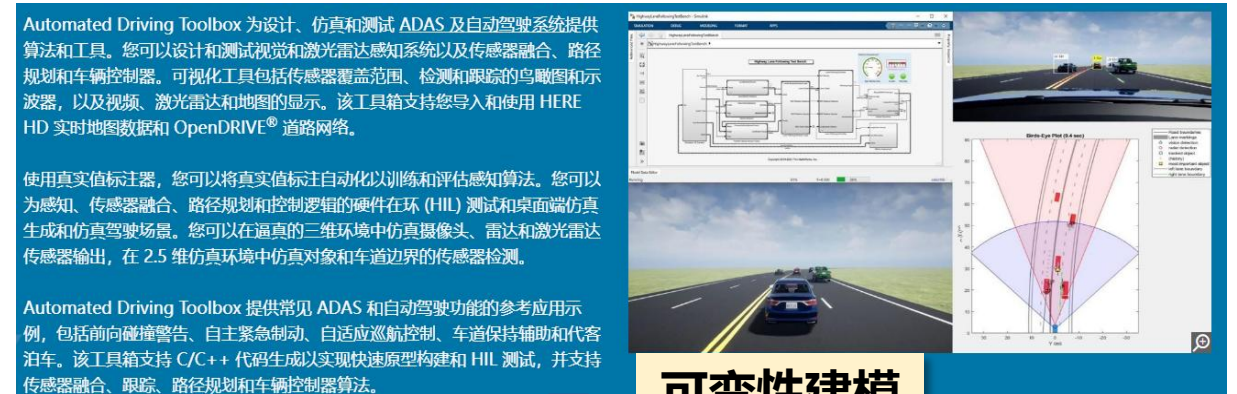 Automated Driving Toolbox 为设计、仿真和测试 ADAS 及自动驾驶系统提供
算法和工具。您可以设计和测试视觉和激光雷达感知系统以及传感器融合、路径
规划和车辆控制器。可视化工具包括传感器覆盖范围、检测和跟踪的鸟瞰图和示
波器，以及视频、激光雷达和地图的显示。该工具箱支持您导入和使用 HERE
HD 实时地图数据和 OpenDRIVE® 道路网络。
使用真实值标注器，您可以将真实值标注自动化以训练和评估感知算法。您可以
为感知、传感器融合、路径规划和控制逻辑的硬件在环 (HIL) 测试和桌面端仿真
生成和仿真驾驶场景。您可以在逼真的三维环境中仿真摄像头、雷达和激光雷达
传感器输出，在 2.5 维仿真环境中仿真对象和车道边界的传感器检测。
Automated Driving Toolbox 提供常见 ADAS 和自动驾驶功能的参考应用示
例，包括前向碰撞警告、自主紧急制动、自适应巡航控制、车道保持辅助和代客
泊车。该工具箱支持 C/C++ 代码生成以实现快速原型构建和 HIL 测试，并支持
传感器融合、跟踪、路径规划和车辆控制器算法。
Highway Lane Following Test Bench
Birds-Eye Plot (0.4 sec)
可变性建模